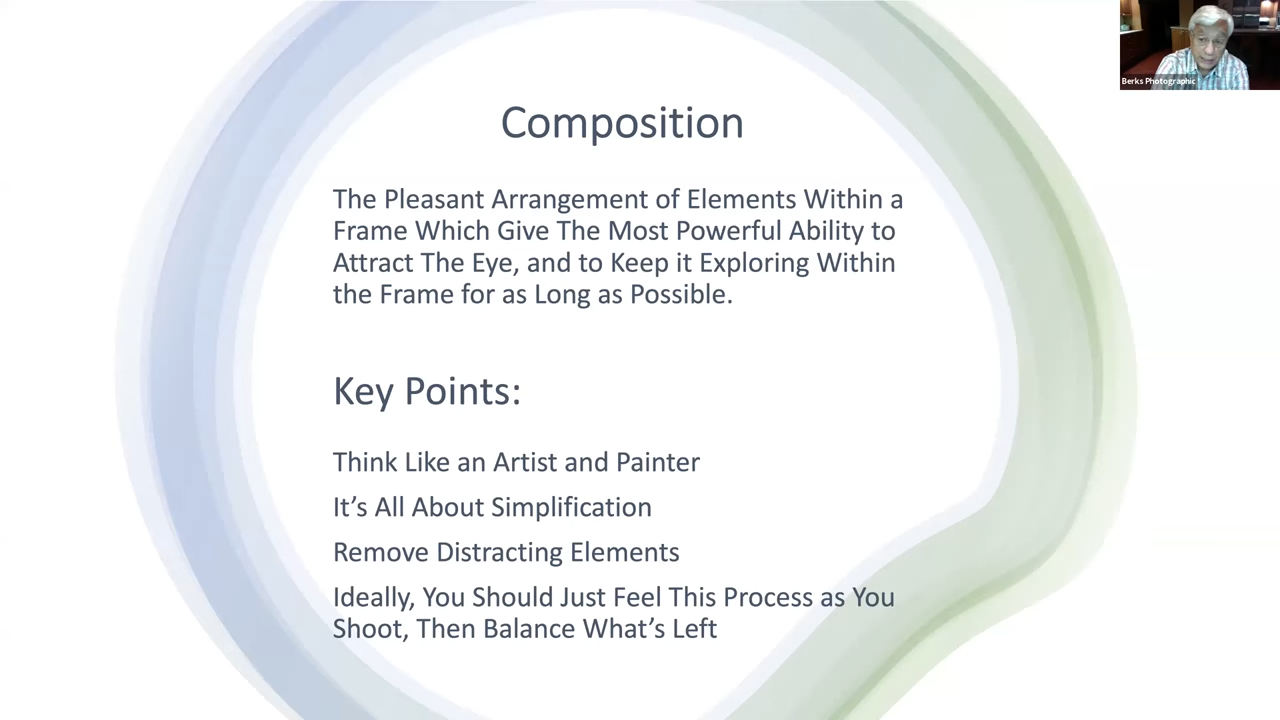 Composition
The Pleasant Arrangement of Elements Within a
Frame Which Give The Most Powerful Ability to
Attract The Eye, and to Keep it Exploring Within
the Frame for as Long as Possible.
Key Points:
Think Like an Artist and Painter
It’s All About Simplification
Remove Distracting Elements
Ideally, You Should Just Feel This Process as You
Shoot, Then Balance What’s Left
Berks Photographic